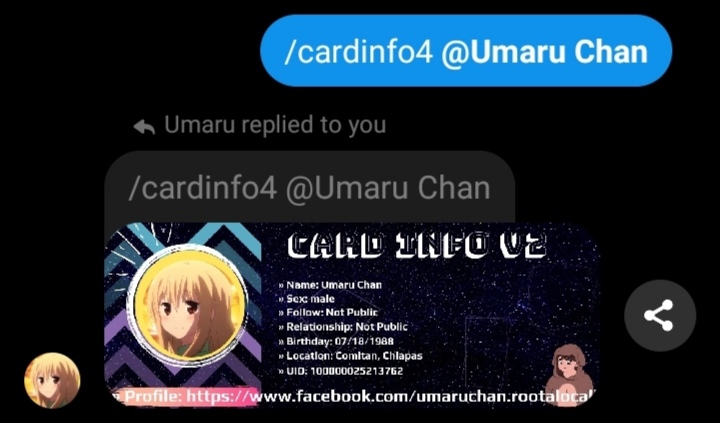 /cardinfo4 @Umaru Chan
Umaru replied to you
/cardinfo4 @Umaru Chan
CARD INFO V2
» Name: Umaru Chan
» Sex: male
» Follow: Not Public
» Relationship: Not Public
» Birthday: 07/18/1988
» Location: Comitan, Chiapas
» UID: 100000025213762
» Profile: https://www.facebook.com/umaruchan.rootalocal